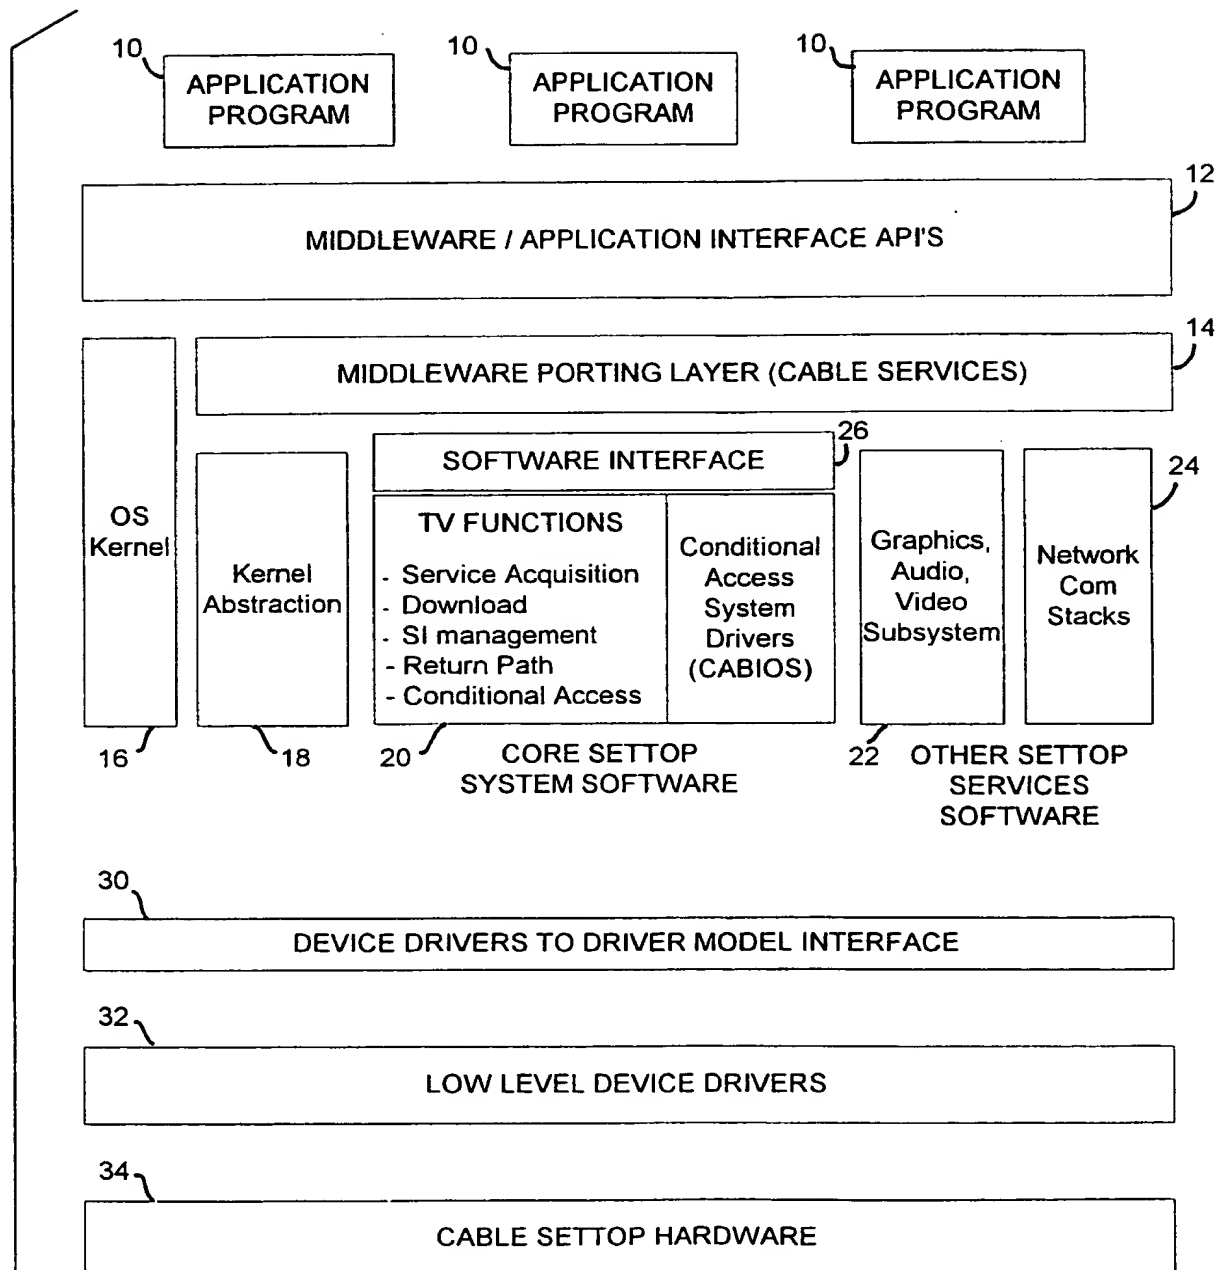 10
APPLICATION
PROGRAM
10
APPLICATION
PROGRAM
10
APPLICATION
PROGRAM
12
MIDDLEWARE / APPLICATION INTERFACE API'S
14
MIDDLEWARE PORTING LAYER (CABLE SERVICES)
OS
Kernel
16
Kernel
Abstraction
18
26
SOFTWARE INTERFACE
TV FUNCTIONS
- Service Acquisition
- Download
- SI management
- Return Path
- Conditional Access
Conditional
Access
System
Drivers
(CABIOS)
20
CORE SETTOP
SYSTEM SOFTWARE
Graphics,
Audio,
Video
Subsystem
22
24
Network
Com
Stacks
OTHER SETTOP
SERVICES
SOFTWARE
30
DEVICE DRIVERS TO DRIVER MODEL INTERFACE
32
LOW LEVEL DEVICE DRIVERS
34
CABLE SETTOP HARDWARE